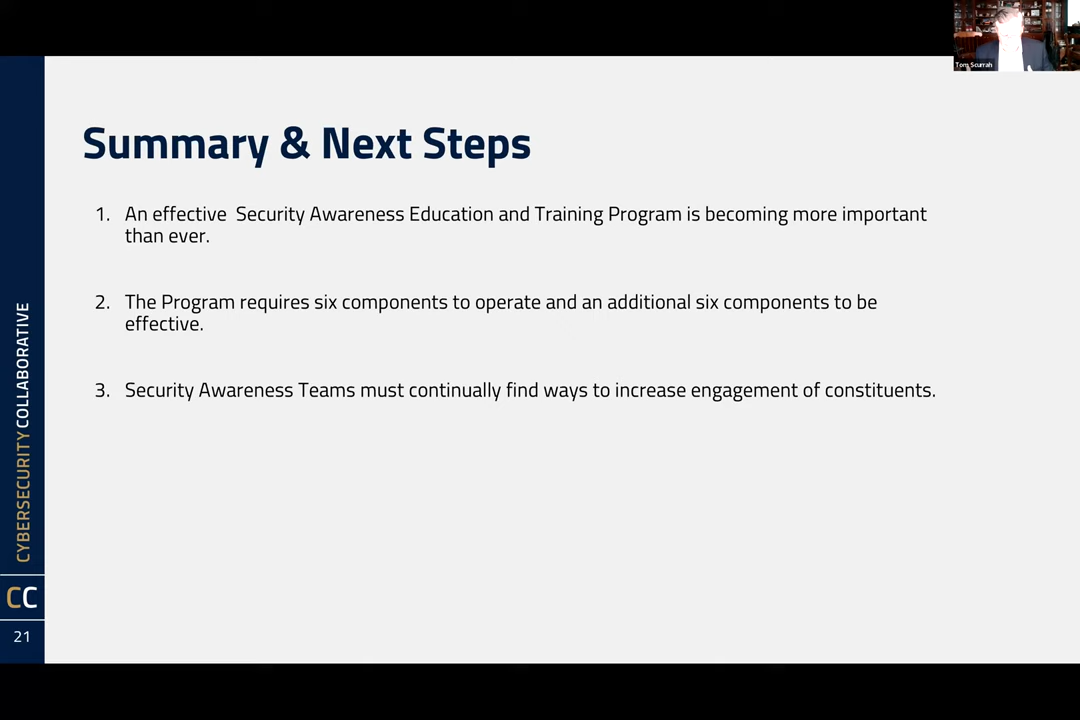 Tom Scurrah
Summary & Next Steps
1. An effective  Security Awareness Education and Training Program is becoming more important
than ever.
2. The Program requires six components to operate and an additional six components to be
effective.
3. Security Awareness Teams must continually find ways to increase engagement of constituents.
CYBERSECURITY COLLABORATIVE
CC
21